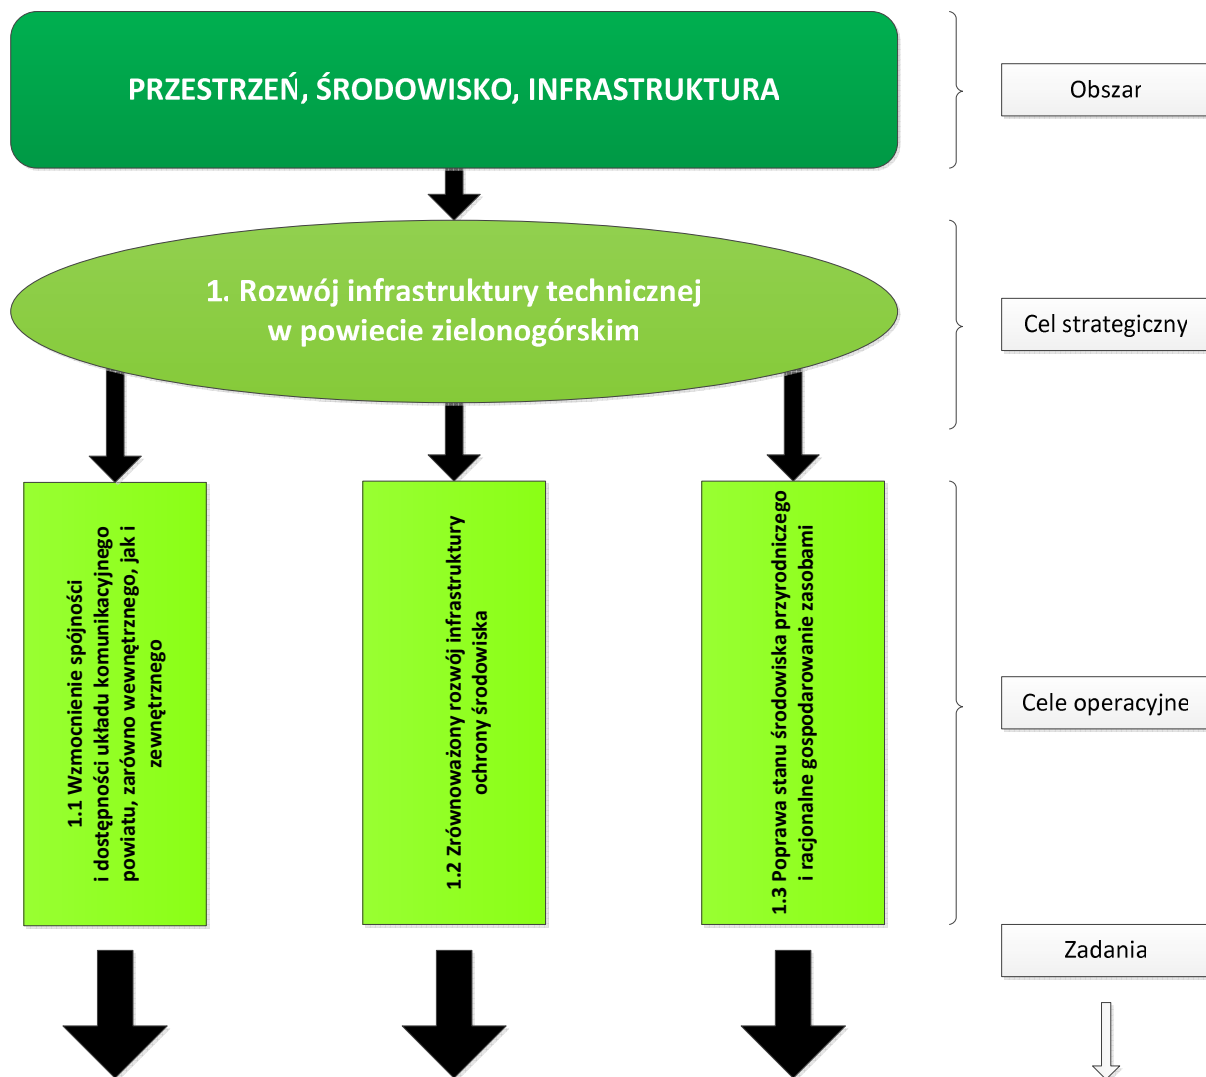 PRZESTRZEŃ, ŚRODOWISKO, INFRASTRUKTURA
Obszar
1. Rozwój infrastruktury technicznej
w powiecie zielonogórskim
Cel strategiczny
1.1 Wzmocnienie spójności
i dostępności układu komunikacyjnego
powiatu, zarówno wewnętrznego, jak i
zewnętrznego
1.2 Zrównoważony rozwój infrastruktury
ochrony środowiska
1.3 Poprawa stanu środowiska przyrodniczego
i racjonalne gospodarowanie zasobami
Cele operacyjne
Zadania